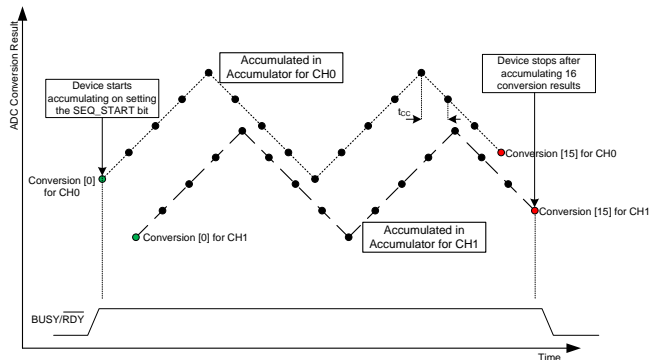 ADC Conversion Result
Accumulated in
Accumulator for CH0
Device stops after
accumulating 16
conversion results
Device starts
accumulating on setting
the SEQ_START bit
tCC
Conversion [15] for CH0
Conversion [0]
for CH0
Conversion [15] for CH1
Conversion [0] for CH1
Accumulated in
Accumulator for CH1
BUSY/RDY
Time